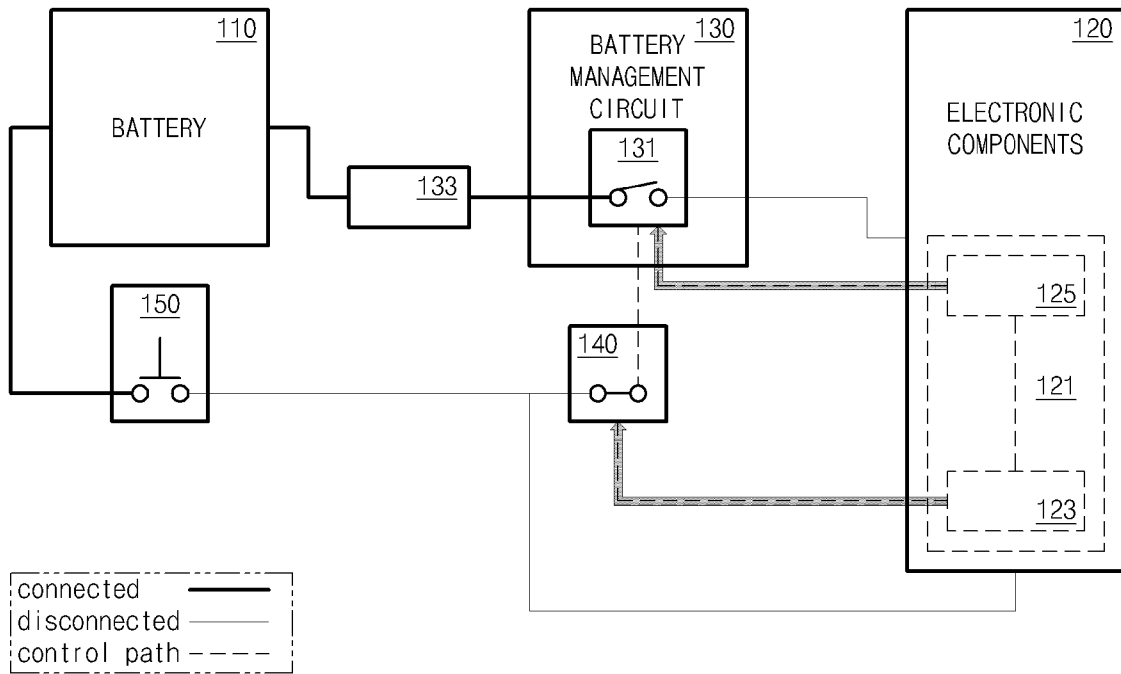 110
BATTERY
130
BATTERY
MANAGEMENT
CIRCUIT
131
120
ELECTRONIC
COMPONENTS
133
125
150
140
121
123
connected
disconnected
control path